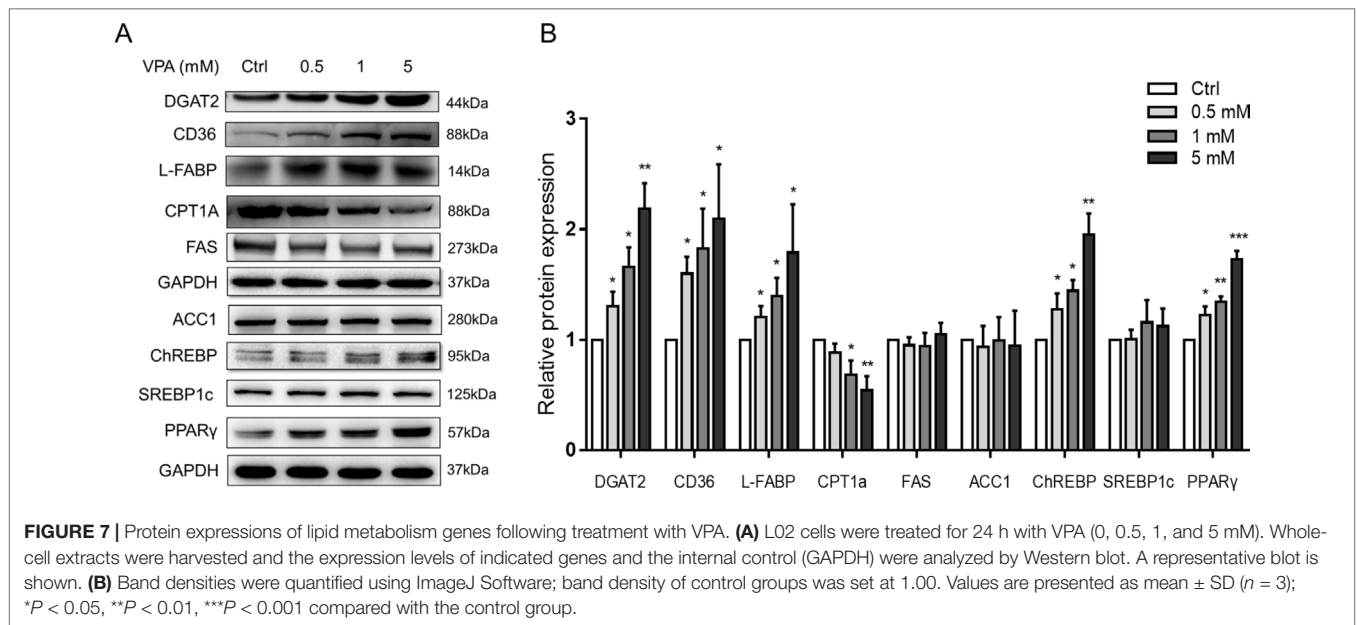 A
VPA (mM) Ctrl 0.5 1 5
DGAT2 44kDa
CD36 88kDa
L-FABP 14kDa
CPT1A 88kDa
FAS 273kDa
GAPDH 37kDa
ACC1 280kDa
ChREBP 95kDa
SREBP1c 125kDa
PPARγ 57kDa
GAPDH 37kDa
B
Relative protein expression
3
2
1
0
Ctrl
0.5 mM
1 mM
5 mM
* * **
* * *
* * *
* **
* * **
* ** ***
DGAT2 CD36 L-FABP CPT1a FAS ACC1 ChREBP SREBP1c PPARγ
FIGURE 7 | Protein expressions of lipid metabolism genes following treatment with VPA. (A) L02 cells were treated for 24 h with VPA (0, 0.5, 1, and 5 mM). Whole-
cell extracts were harvested and the expression levels of indicated genes and the internal control (GAPDH) were analyzed by Western blot. A representative blot is
shown. (B) Band densities were quantified using ImageJ Software; band density of control groups was set at 1.00. Values are presented as mean ± SD (n = 3);
*P < 0.05, **P < 0.01, ***P < 0.001 compared with the control group.